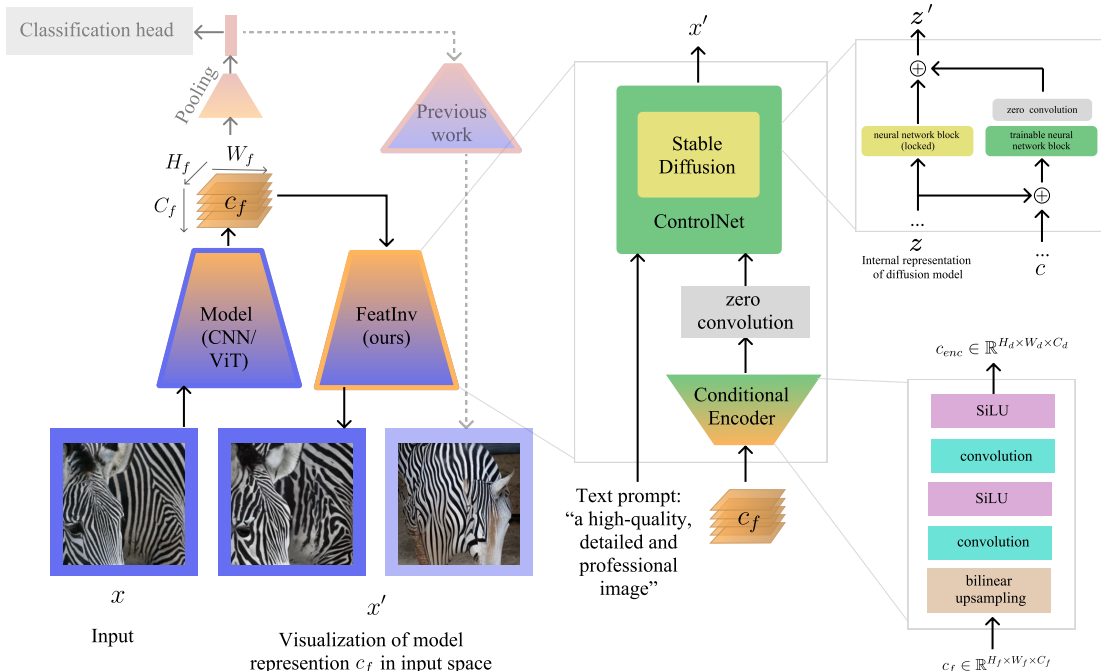 Classification head
Pooling
H_f
W_f
C_f
c_f
Previous
work
Model
(CNN/
ViT)
FeatInv
(ours)
x
Input
x′
Visualization of model
represention c_f in input space
x′
Stable
Diffusion
ControlNet
zero
convolution
Conditional
Encoder
Text prompt:
“a high-quality,
detailed and
professional
image”
c_f
z′
zero convolution
neural network block
(locked)
trainable neural
network block
...
z
Internal representation
of diffusion model
...
c
c_{enc} ∈ ℝ^{H_d×W_d×C_d}
SiLU
convolution
SiLU
convolution
bilinear
upsampling
c_f ∈ ℝ^{H_f×W_f×C_f}